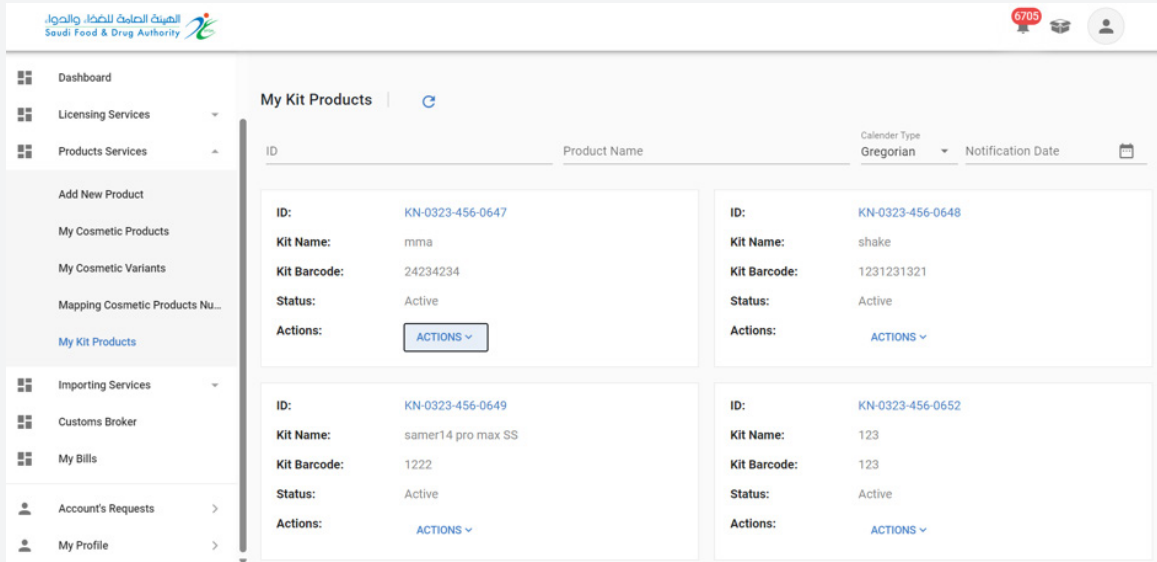 الهيئة العامة للغذاء والدواء
Saudi Food & Drug Authority
6705
Dashboard
Licensing Services
Products Services
Add New Product
My Cosmetic Products
My Cosmetic Variants
Mapping Cosmetic Products Nu...
My Kit Products
Importing Services
Customs Broker
My Bills
Account's Requests
My Profile
My Kit Products
ID
Product Name
Calender Type
Gregorian
Notification Date
ID: KN-0323-456-0647
Kit Name: mma
Kit Barcode: 24234234
Status: Active
Actions: ACTIONS
ID: KN-0323-456-0648
Kit Name: shake
Kit Barcode: 1231231321
Status: Active
Actions: ACTIONS
ID: KN-0323-456-0649
Kit Name: samer14 pro max SS
Kit Barcode: 1222
Status: Active
Actions: ACTIONS
ID: KN-0323-456-0652
Kit Name: 123
Kit Barcode: 123
Status: Active
Actions: ACTIONS